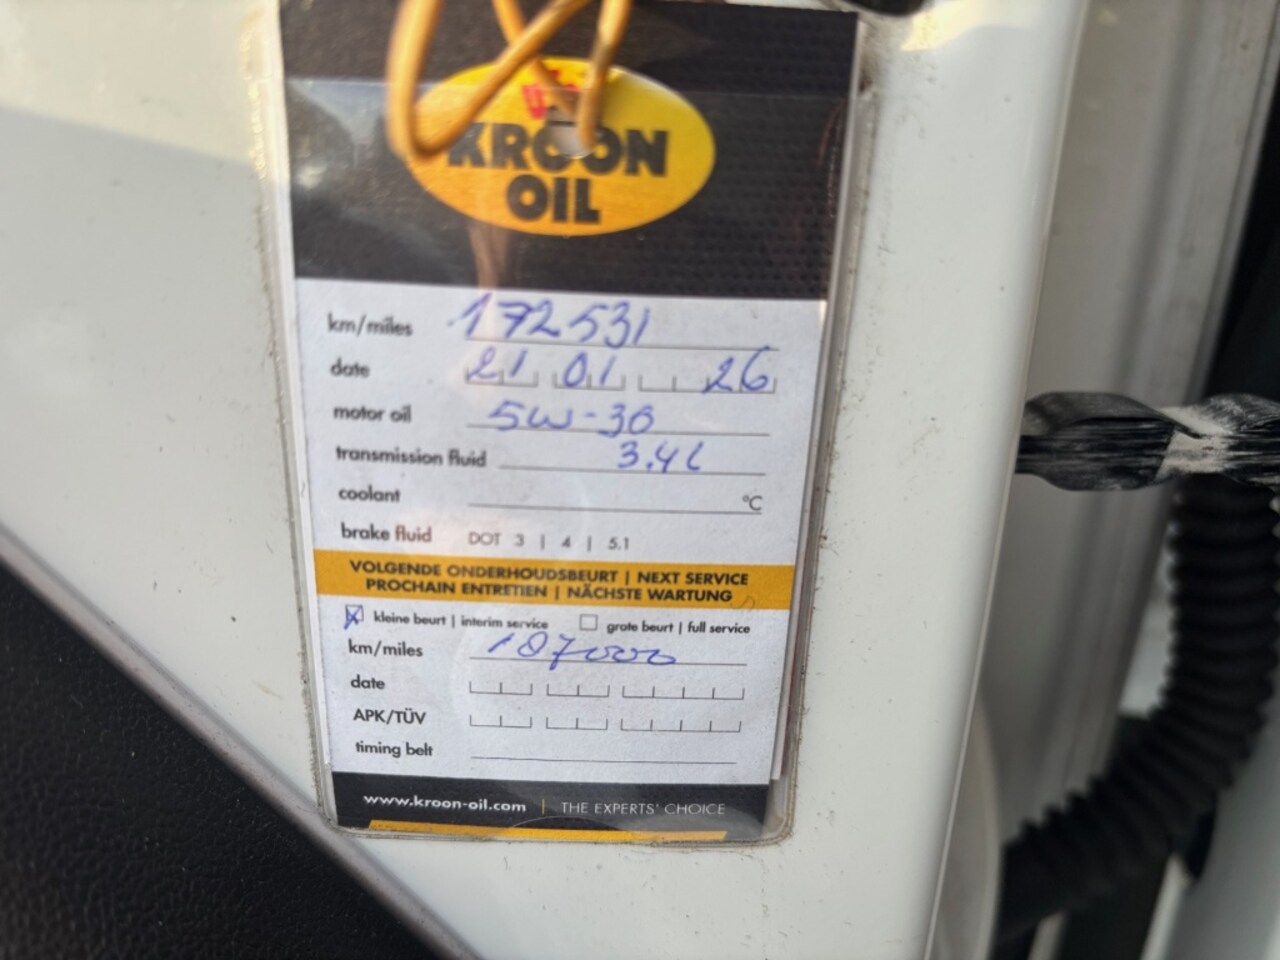 KROON
OIL
km/miles 172531
date 21 01 26
motor oil 5W-30
transmission fluid 3.4L
coolant °C
brake fluid DOT 3 | 4 | 5.1
VOLGENDE ONDERHOUDSBEURT | NEXT SERVICE
PROCHAIN ENTRETIEN | NÄCHSTE WARTUNG
kleine beurt | interim service grote beurt | full service
km/miles 187000
date
APK/TÜV
timing belt
www.kroon-oil.com | THE EXPERTS' CHOICE